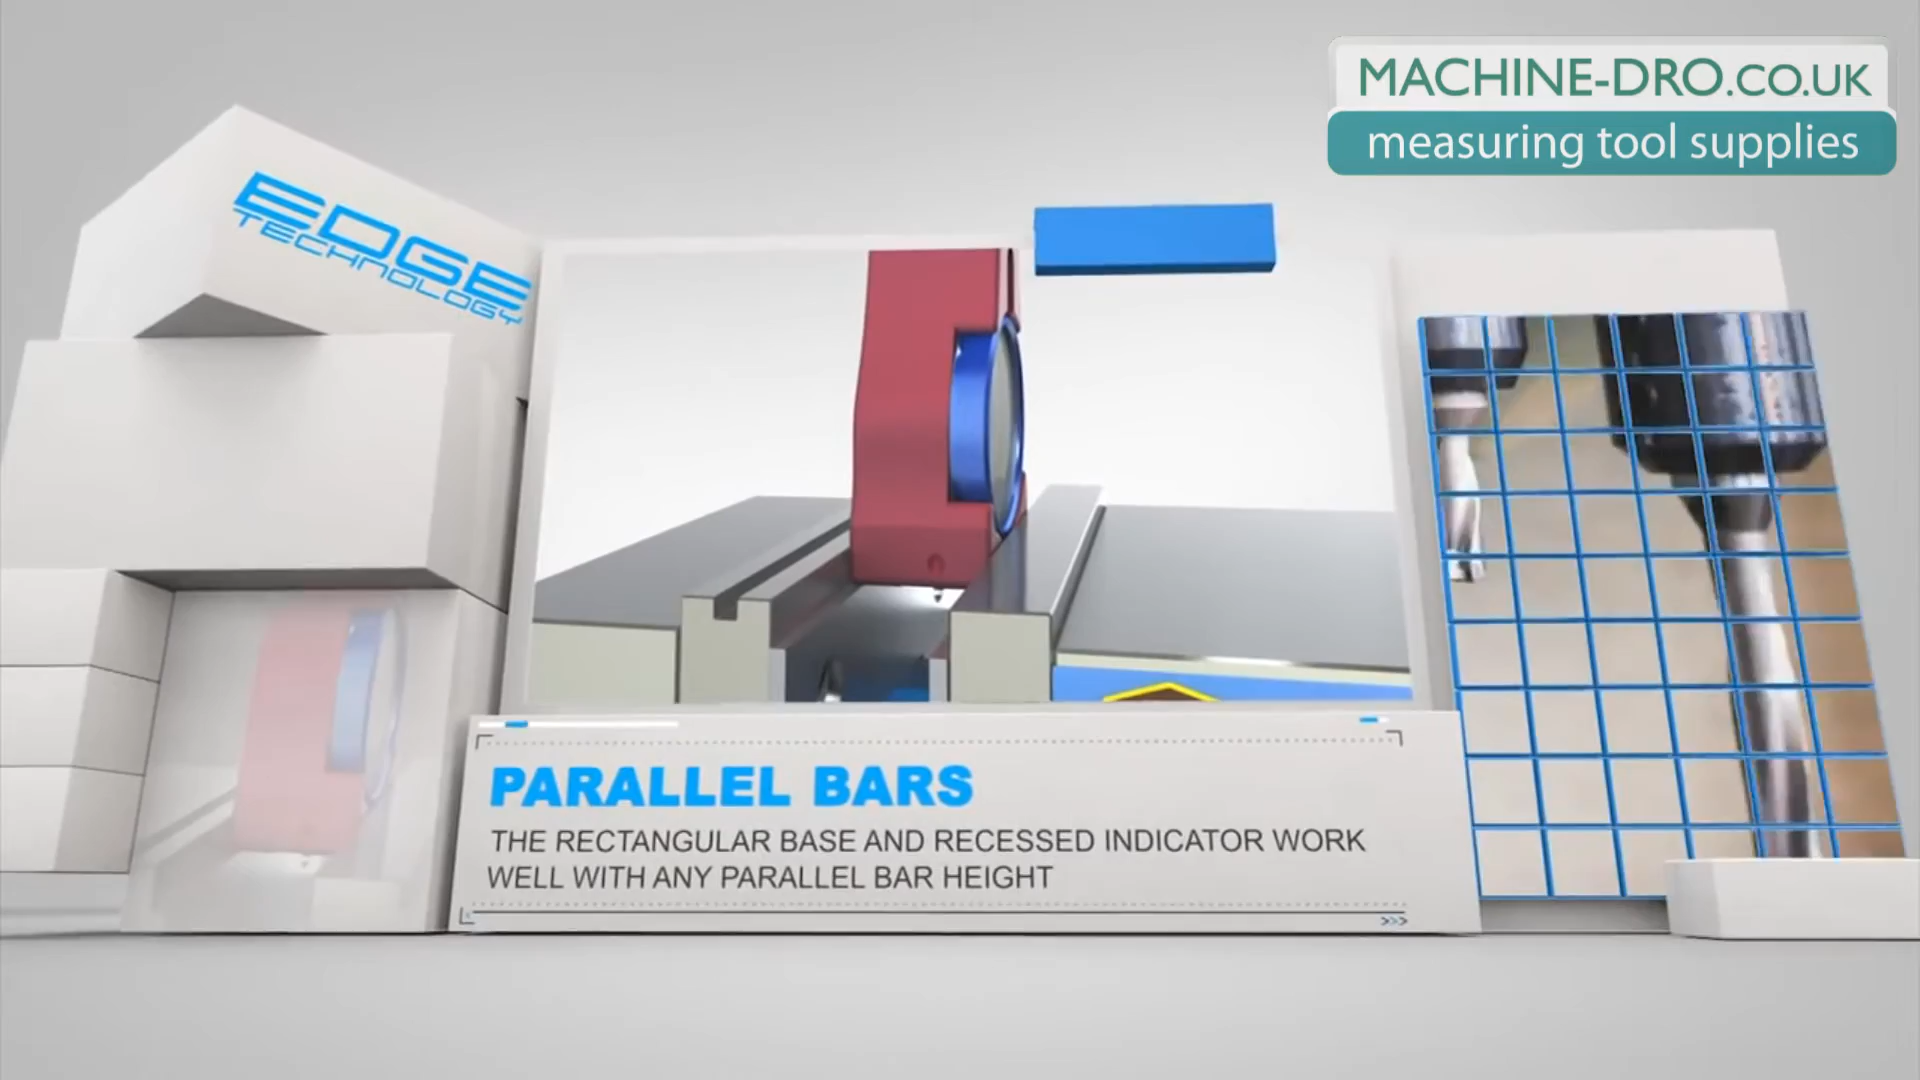 MACHINE-DRO.CO.UK
measuring tool supplies
EDGE
TECHNOLOGY
PARALLEL BARS
THE RECTANGULAR BASE AND RECESSED INDICATOR WORK
WELL WITH ANY PARALLEL BAR HEIGHT
>>>